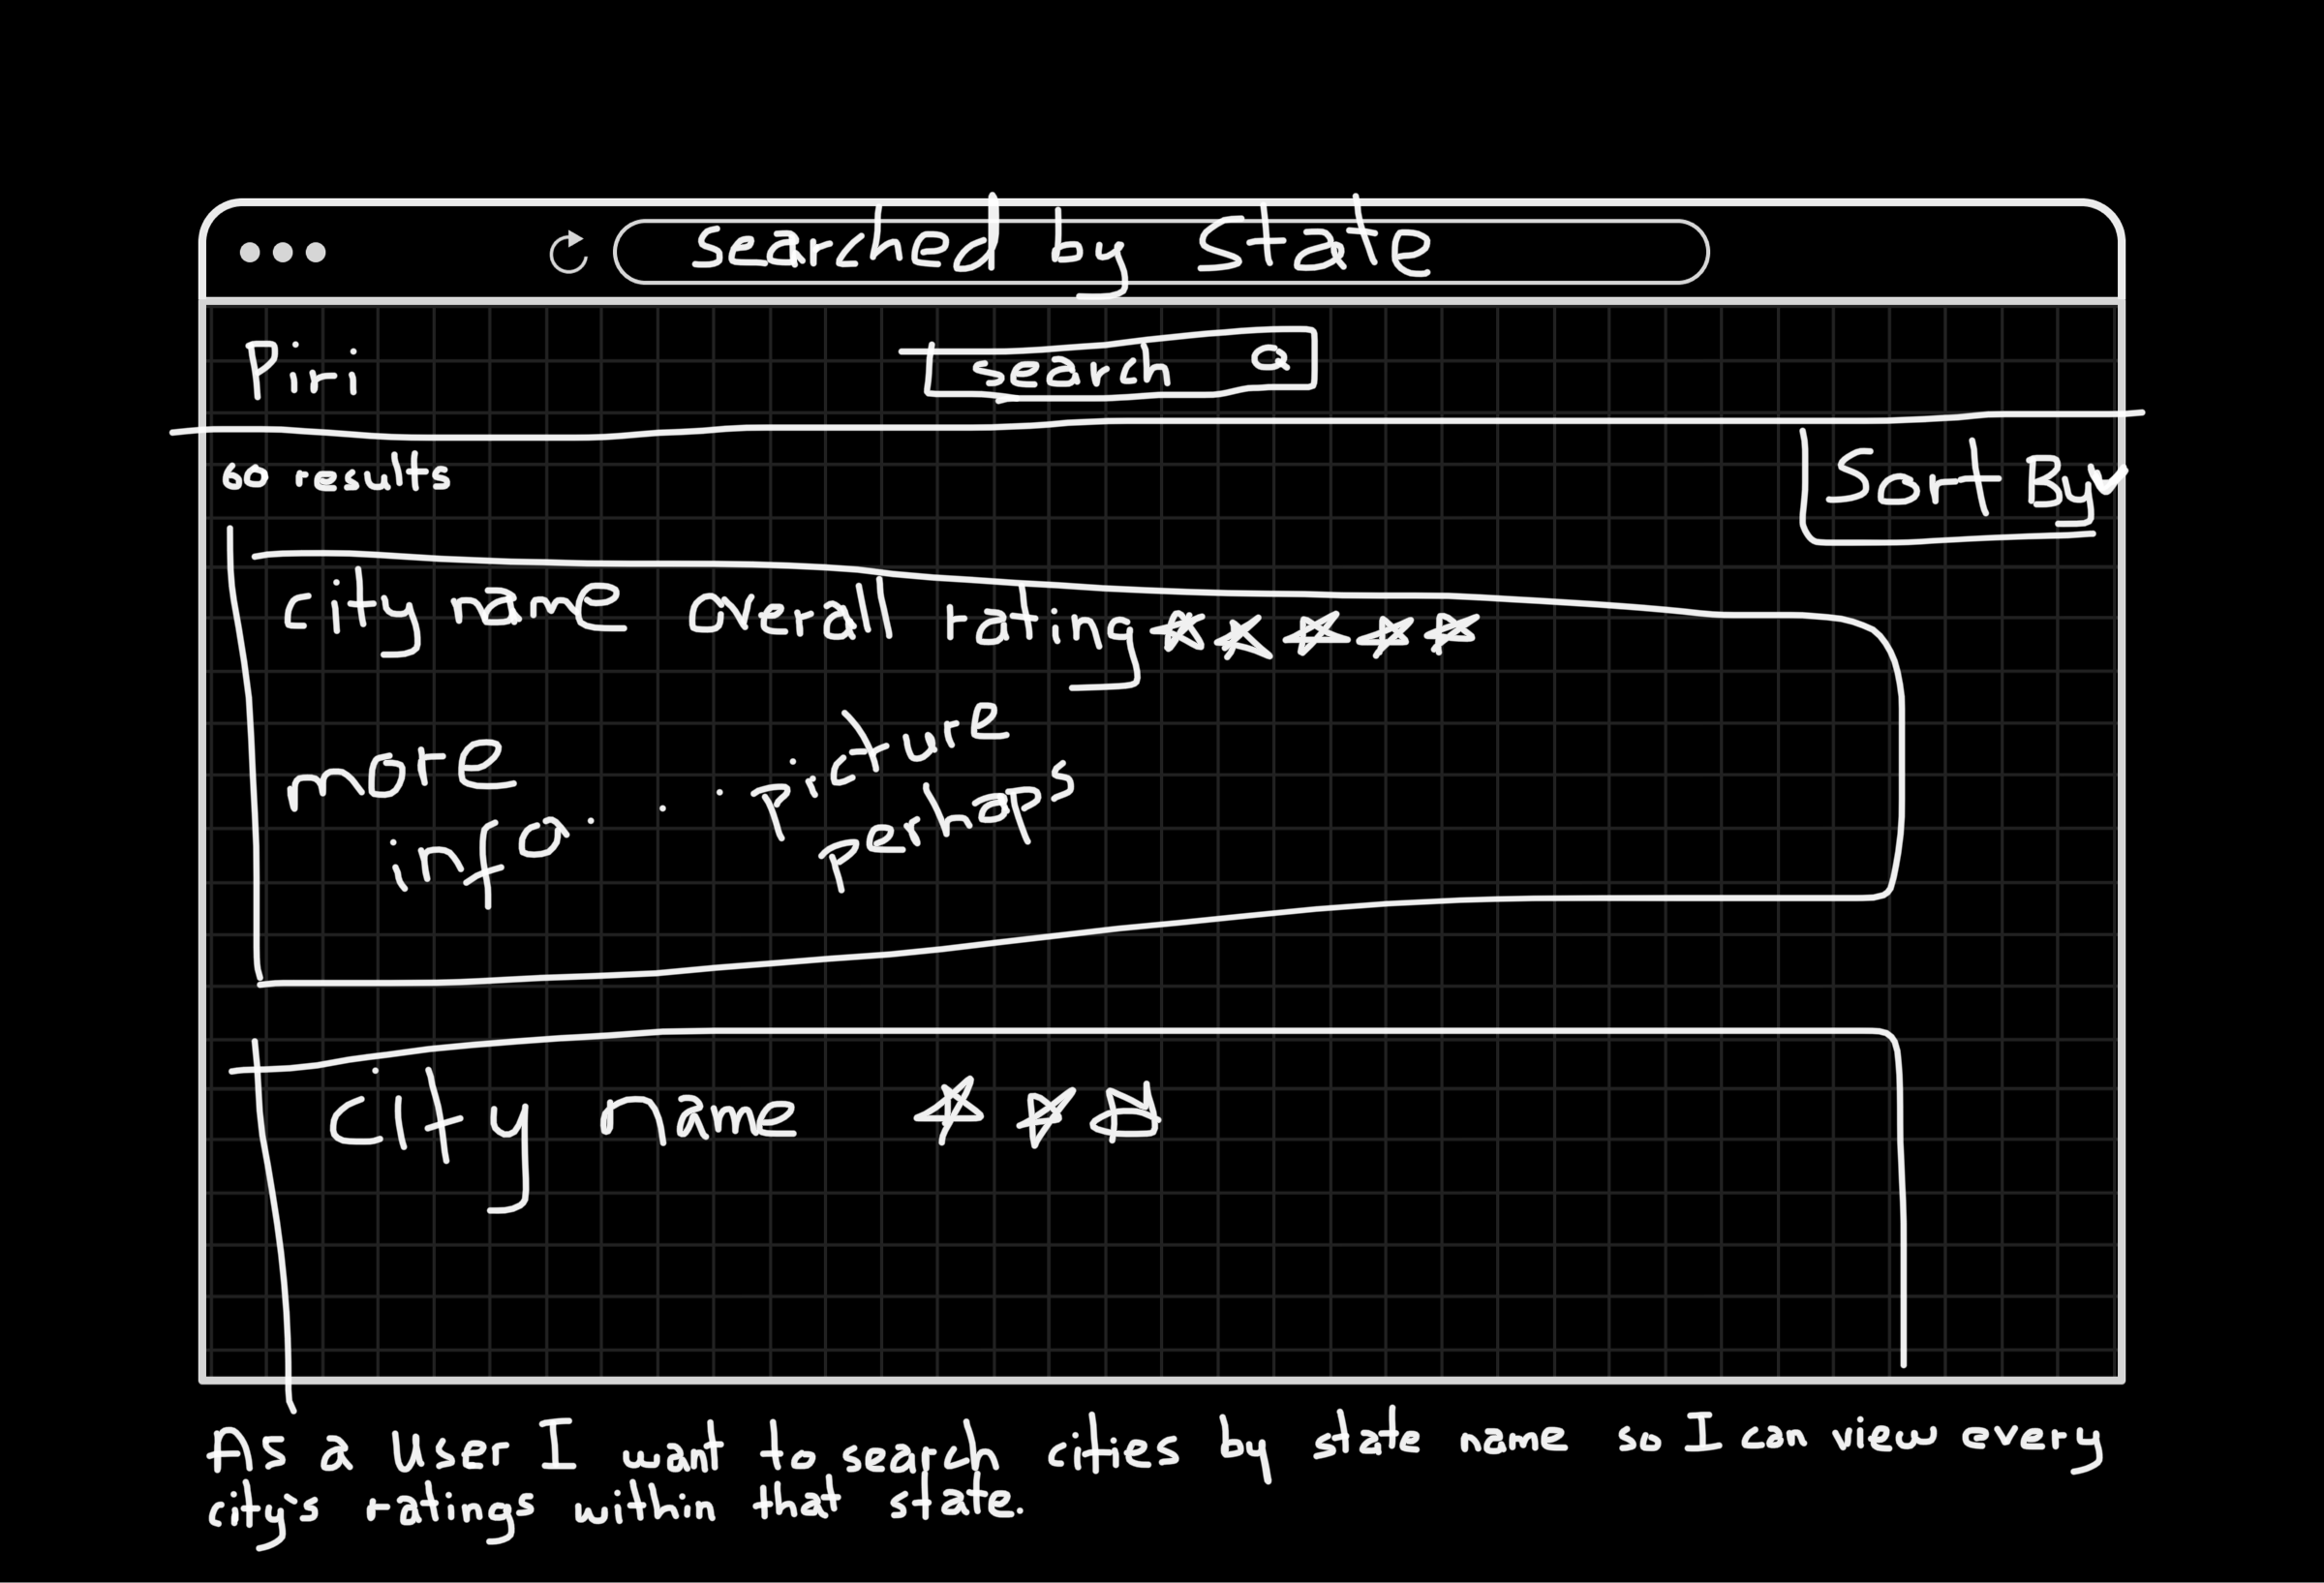 searched by State
Piri
search
60 results
Sort By
city name overall rating
more
info... picture
perhaps
City name
As a User I want to search cities by state name so I can view every
city's ratings within that state.